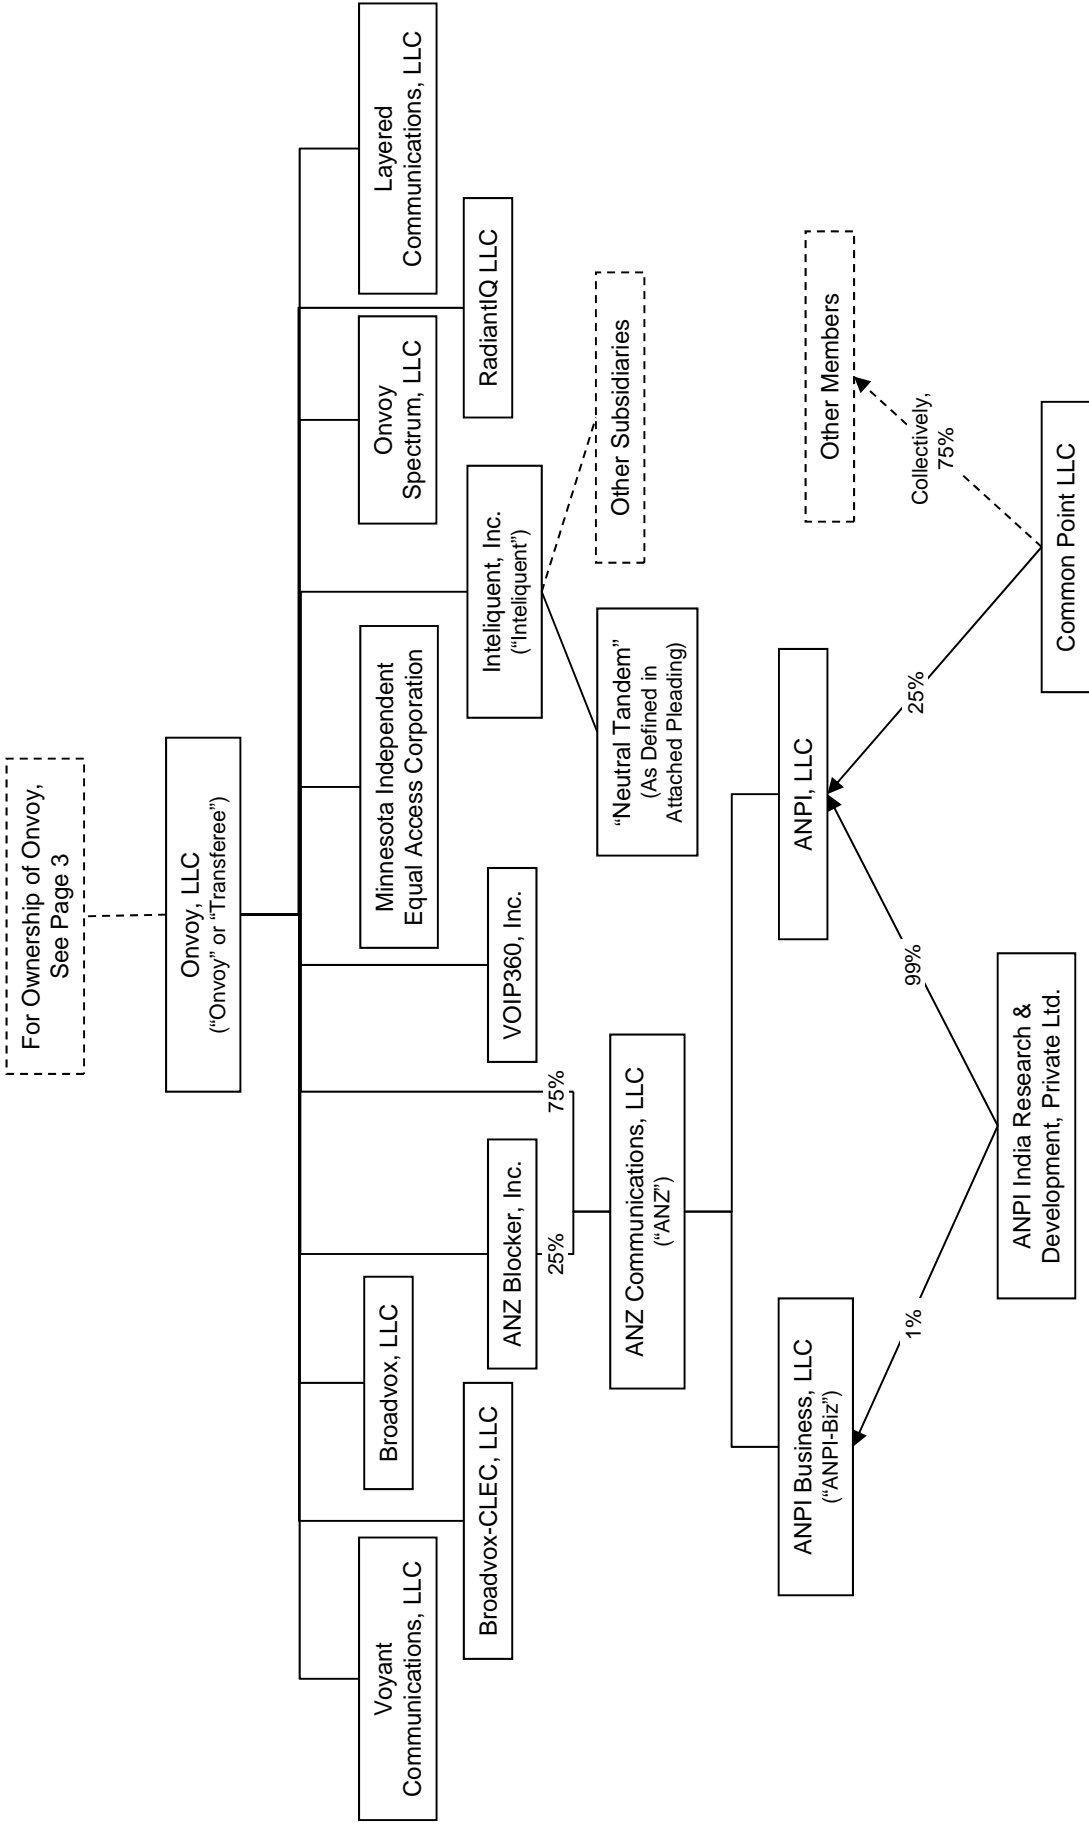 For Ownership of Onvoy,
See Page 3
Onvoy, LLC
(“Onvoy” or “Transferee”)
Voyant
Communications, LLC
Broadvox, LLC
Minnesota Independent
Equal Access Corporation
Onvoy
Spectrum, LLC
Layered
Communications, LLC
Broadvox-CLEC, LLC
ANZ Blocker, Inc.
VOIP360, Inc.
Inteliquent, Inc.
(“Inteliquent”)
RadiantIQ LLC
25%
75%
ANZ Communications, LLC
(“ANZ”)
“Neutral Tandem”
(As Defined in
Attached Pleading)
Other Subsidiaries
ANPI Business, LLC
(“ANPI-Biz”)
ANPI, LLC
Other Members
1%
99%
25%
Collectively,
75%
ANPI India Research &
Development, Private Ltd.
Common Point LLC